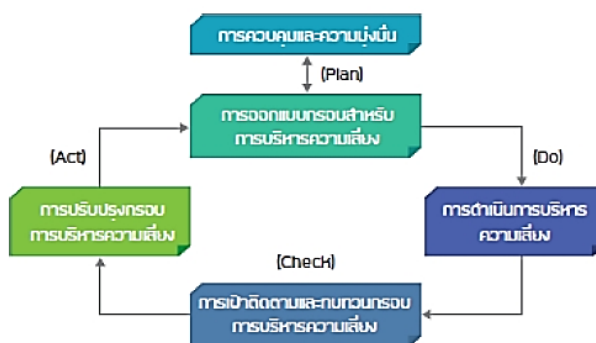 การควบคุมและความมุ่งมั่น
(Plan)
การออกแบบกรอบสำหรับ
การบริหารความเสี่ยง
(Act)
(Do)
การปรับปรุงกรอบ
การบริหารความเสี่ยง
การดำเนินการบริหาร
ความเสี่ยง
(Check)
การเฝ้าติดตามและทบทวนกรอบ
การบริหารความเสี่ยง